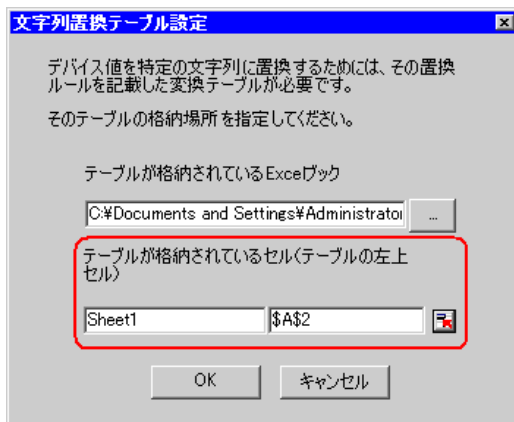 文字列置換テーブル設定
デバイス値を特定の文字列に置換するためには、その置換
ルールを記載した変換テーブルが必要です。
そのテーブルの格納場所を指定してください。
テーブルが格納されているExcelブック
C:¥Documents and Settings¥Administrator
...
テーブルが格納されているセル(テーブルの左上
セル)
Sheet1 $A$2
OK キャンセル